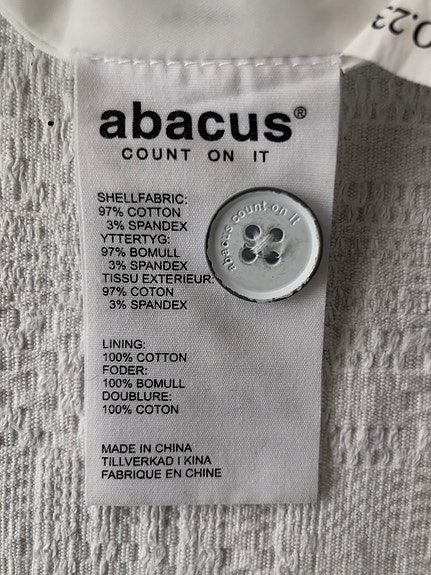 0.23
abacus®
COUNT ON IT
SHELLFABRIC:
97% COTTON
3% SPANDEX
YTTERTYG:
97% BOMULL
3% SPANDEX
TISSU EXTERIEUR:
97% COTON
3% SPANDEX
abacus count on it
LINING:
100% COTTON
FODER:
100% BOMULL
DOUBLURE:
100% COTON
MADE IN CHINA
TILLVERKAD I KINA
FABRIQUE EN CHINE